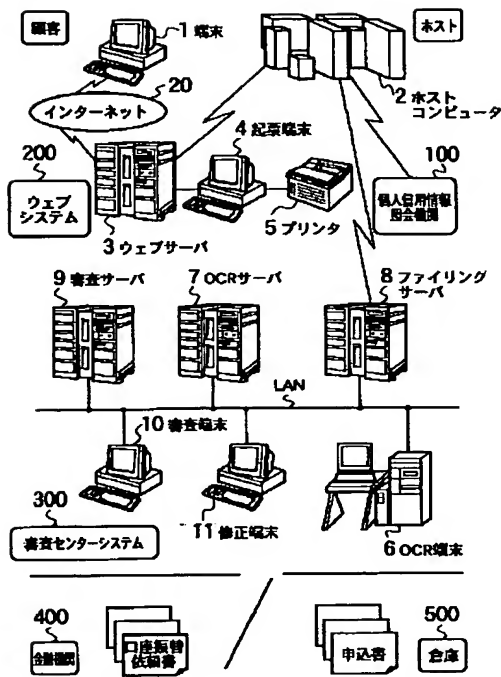 顧客
1 端末
ホスト
20
インターネット
2 ホスト
コンピュータ
200
4 起票端末
100
ウェブ
システム
個人信用情報
照会機関
3 ウェブサーバ
5 プリンタ
9 審査サーバ
7 OCRサーバ
8 ファイリング
サーバ
LAN
10 審査端末
300
11 修正端末
審査センターシステム
6 OCR端末
400
500
金融機関
口座振替
依頼書
申込書
倉庫